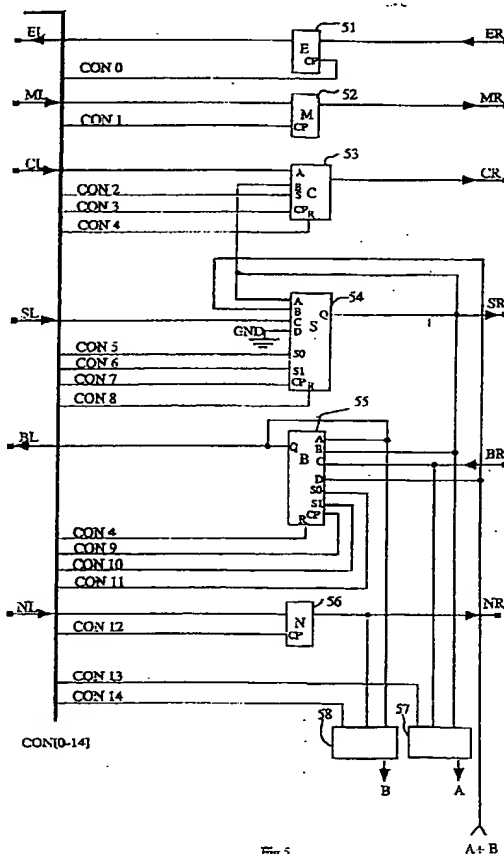 51
EL
E
CP
ER
CON 0
52
ML
M
CP
MR
CON 1
53
CL
A
B
S
C
CP
R
CR
CON 2
CON 3
CON 4
54
A
B
C
D
S
Q
SR
SL
GND
S0
S1
CP
R
CON 5
CON 6
CON 7
CON 8
55
BL
Q
B
A
B
C
D
S0
S1
CP
R
BR
CON 4
CON 9
CON 10
CON 11
56
NL
N
CP
NR
CON 12
CON 13
CON 14
58
57
CON[0-14]
B
A
A+B